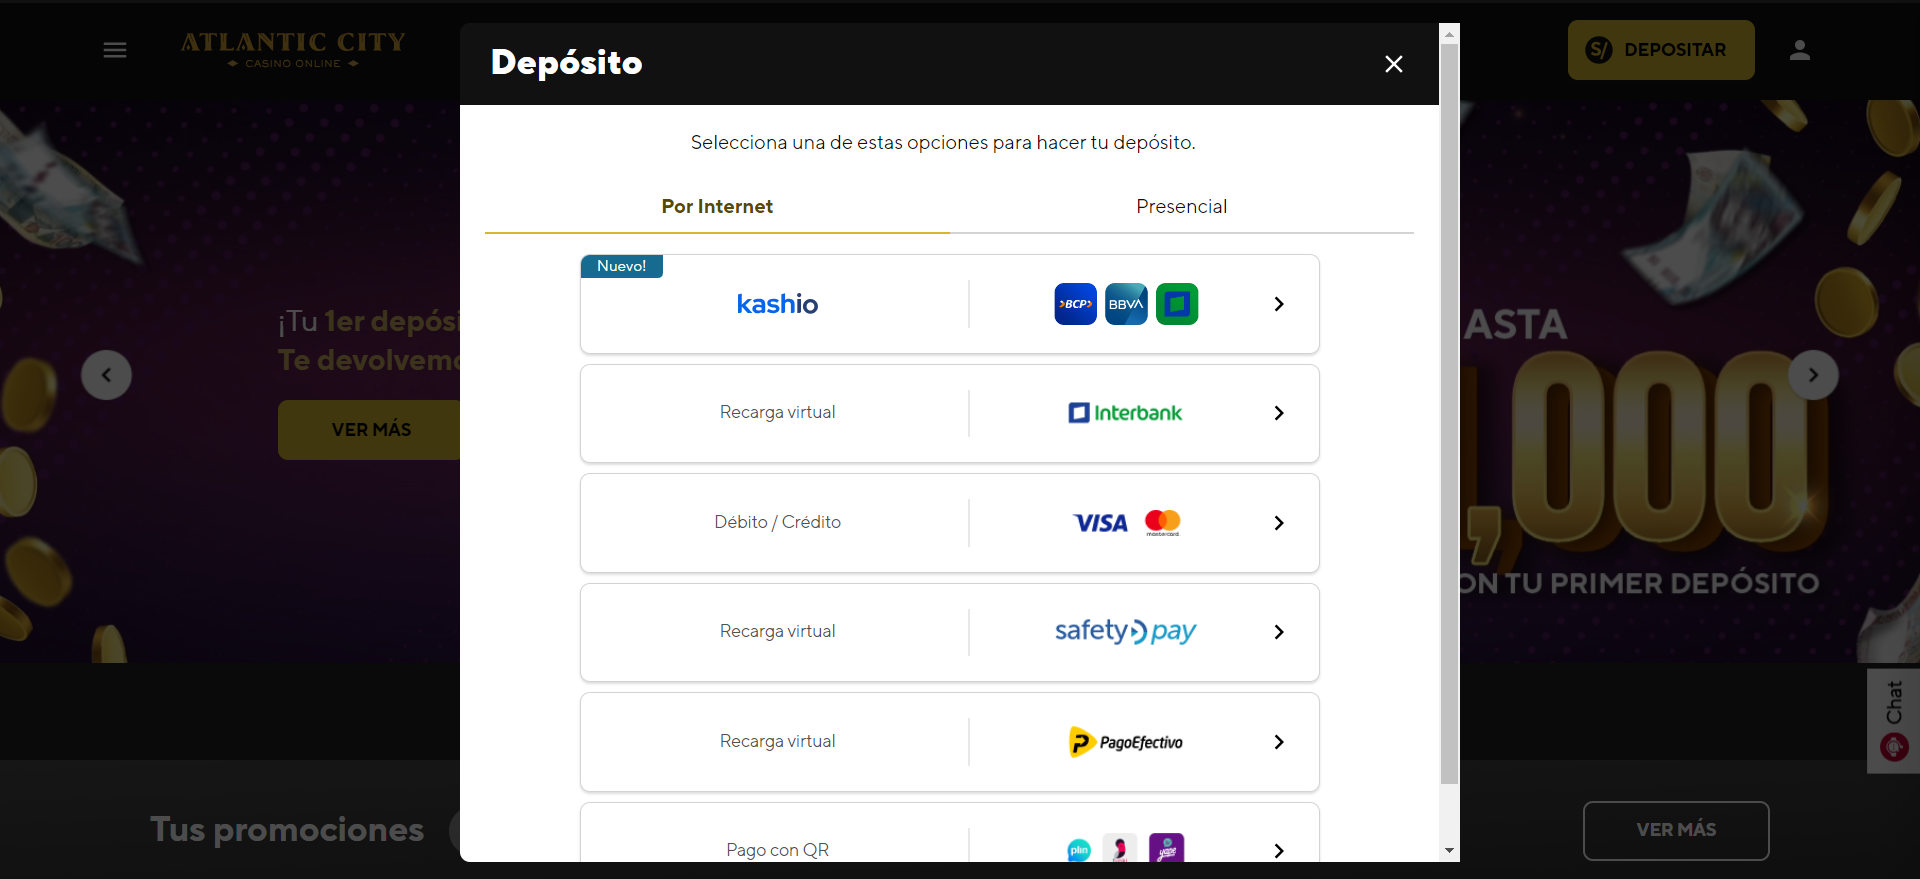 ATLANTIC CITY
CASINO ONLINE
S/ DEPOSITAR
Depósito
Selecciona una de estas opciones para hacer tu depósito.
Por Internet
Presencial
Nuevo!
kashio
BCP
BBVA
Recarga virtual
Interbank
Débito / Crédito
VISA
mastercard
Recarga virtual
safetypay
Recarga virtual
PagoEfectivo
Pago con QR
plin
yape
¡Tu 1er depósi
Te devolvemo
VER MÁS
ASTA
,000
ON TU PRIMER DEPÓSITO
Chat
Tus promociones
VER MÁS